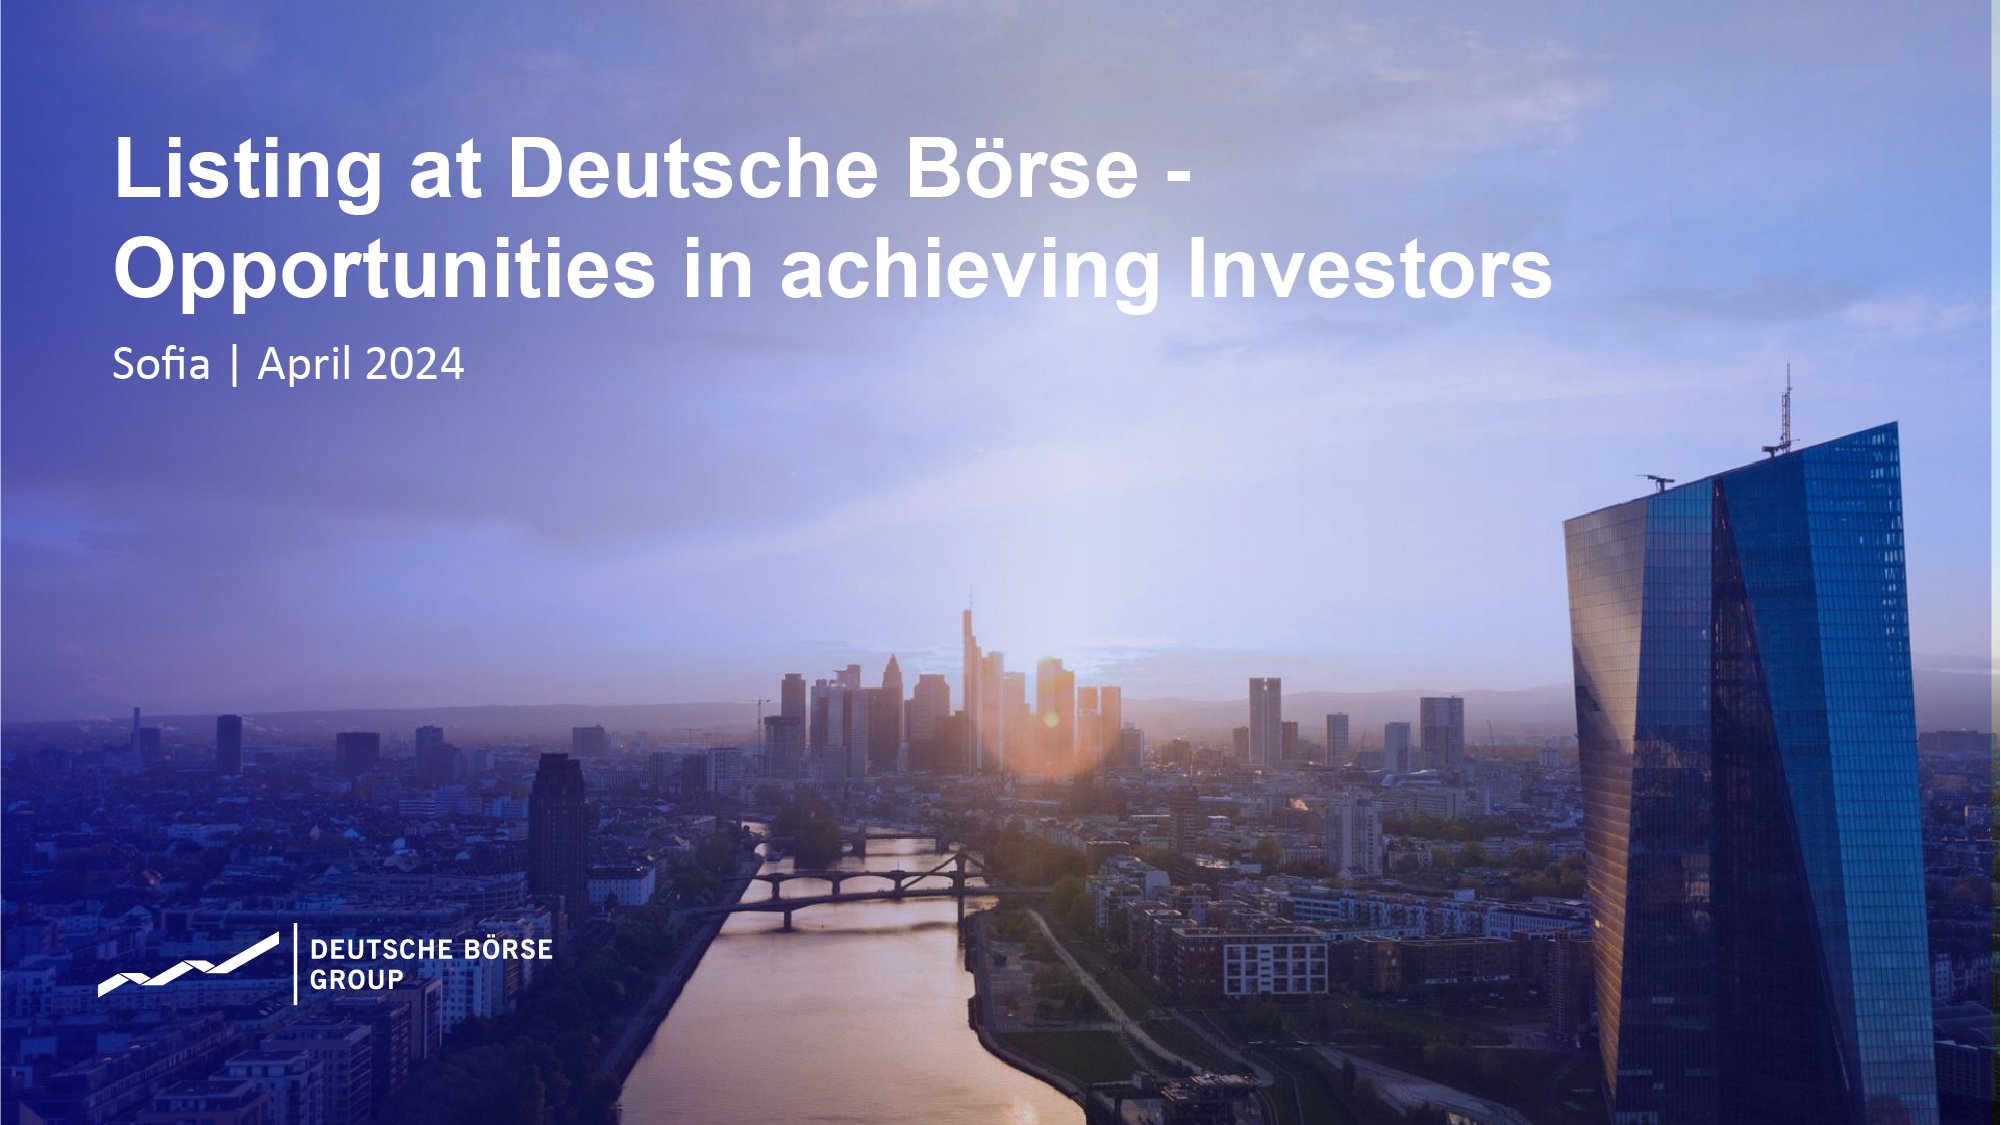 Listing at Deutsche Börse -
Opportunities in achieving Investors
Sofia | April 2024
DEUTSCHE BÖRSE
GROUP